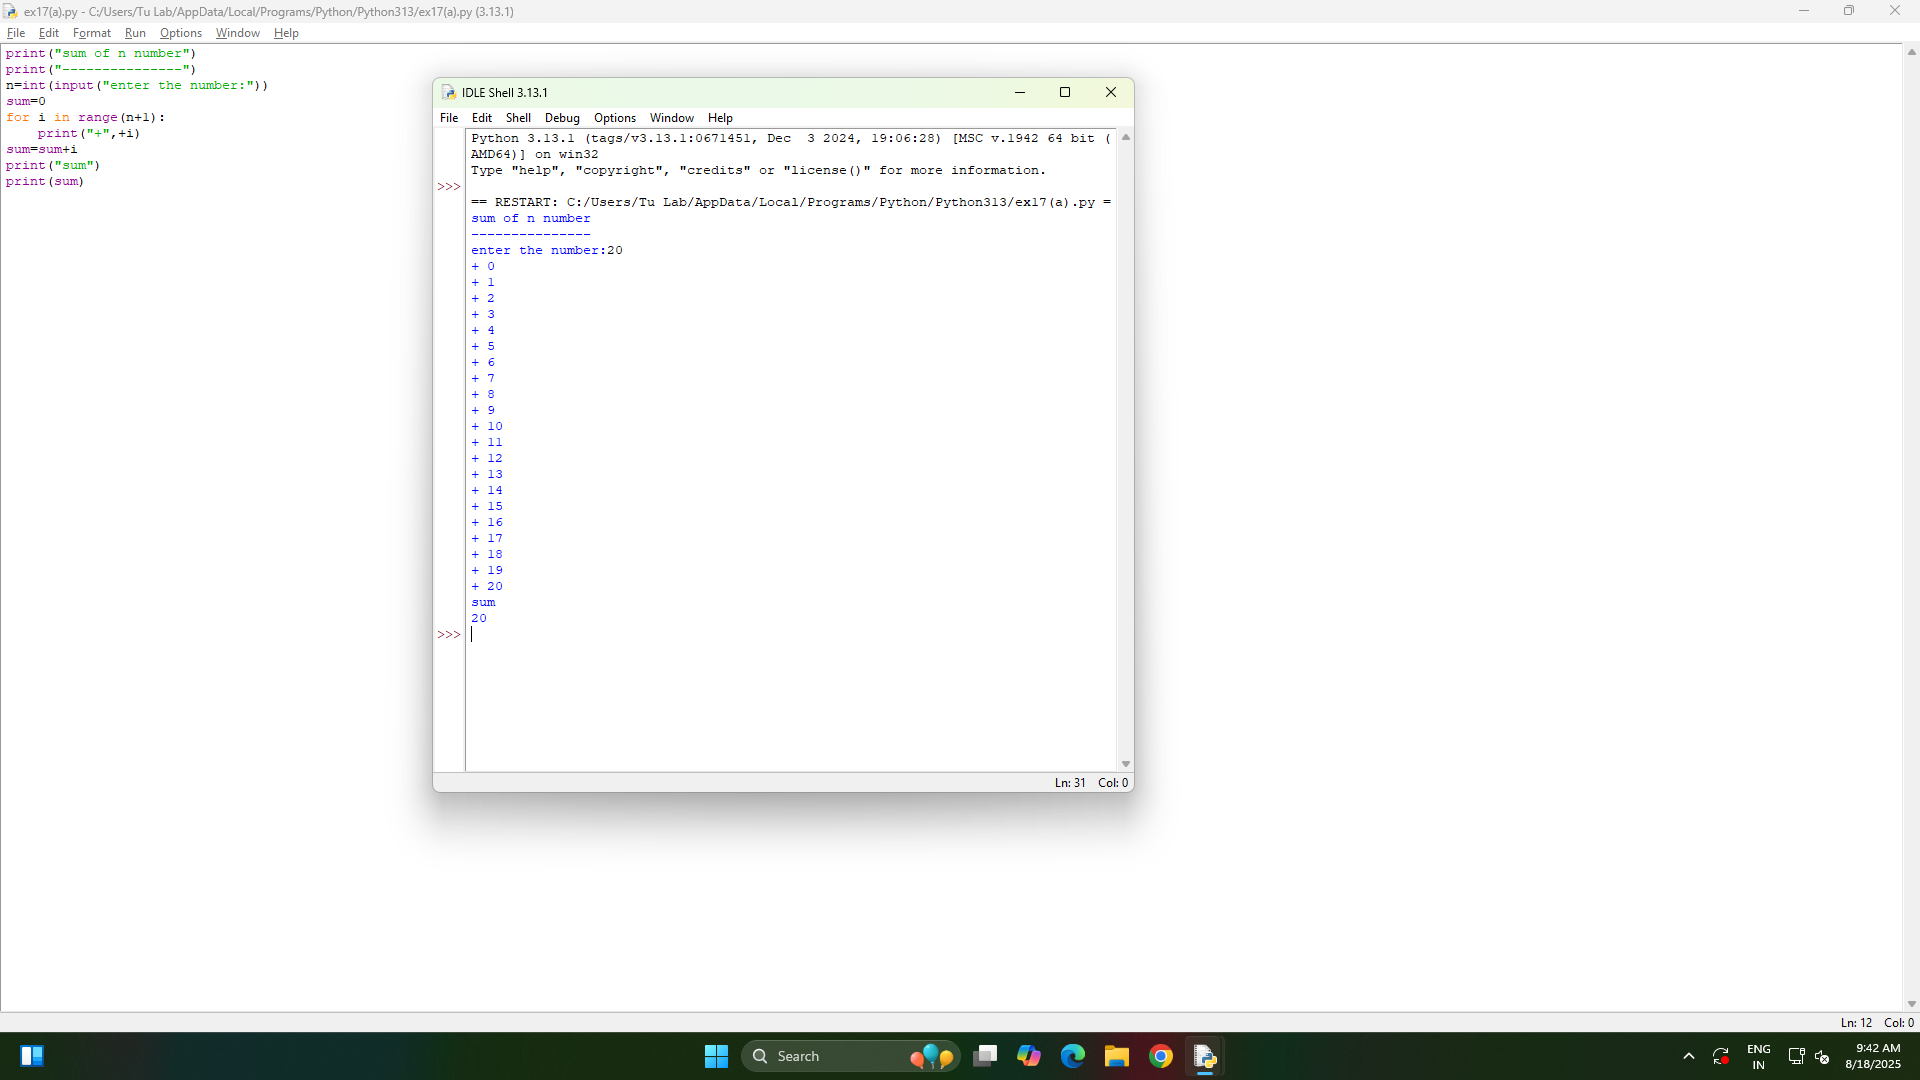 ex17(a).py - C:/Users/Tu Lab/AppData/Local/Programs/Python/Python313/ex17(a).py (3.13.1)
File Edit Format Run Options Window Help
print("sum of n number")
print("---------------")
n=int(input("enter the number:"))
sum=0
for i in range(n+1):
    print("+",+i)
sum=sum+i
print("sum")
print(sum)
IDLE Shell 3.13.1
File Edit Shell Debug Options Window Help
Python 3.13.1 (tags/v3.13.1:0671451, Dec  3 2024, 19:06:28) [MSC v.1942 64 bit (
AMD64)] on win32
Type "help", "copyright", "credits" or "license()" for more information.
>>>
== RESTART: C:/Users/Tu Lab/AppData/Local/Programs/Python/Python313/ex17(a).py =
sum of n number
---------------
enter the number:20
+ 0
+ 1
+ 2
+ 3
+ 4
+ 5
+ 6
+ 7
+ 8
+ 9
+ 10
+ 11
+ 12
+ 13
+ 14
+ 15
+ 16
+ 17
+ 18
+ 19
+ 20
sum
20
>>>
Ln: 31 Col: 0
Ln: 12 Col: 0
Search
ENG
IN
9:42 AM
8/18/2025